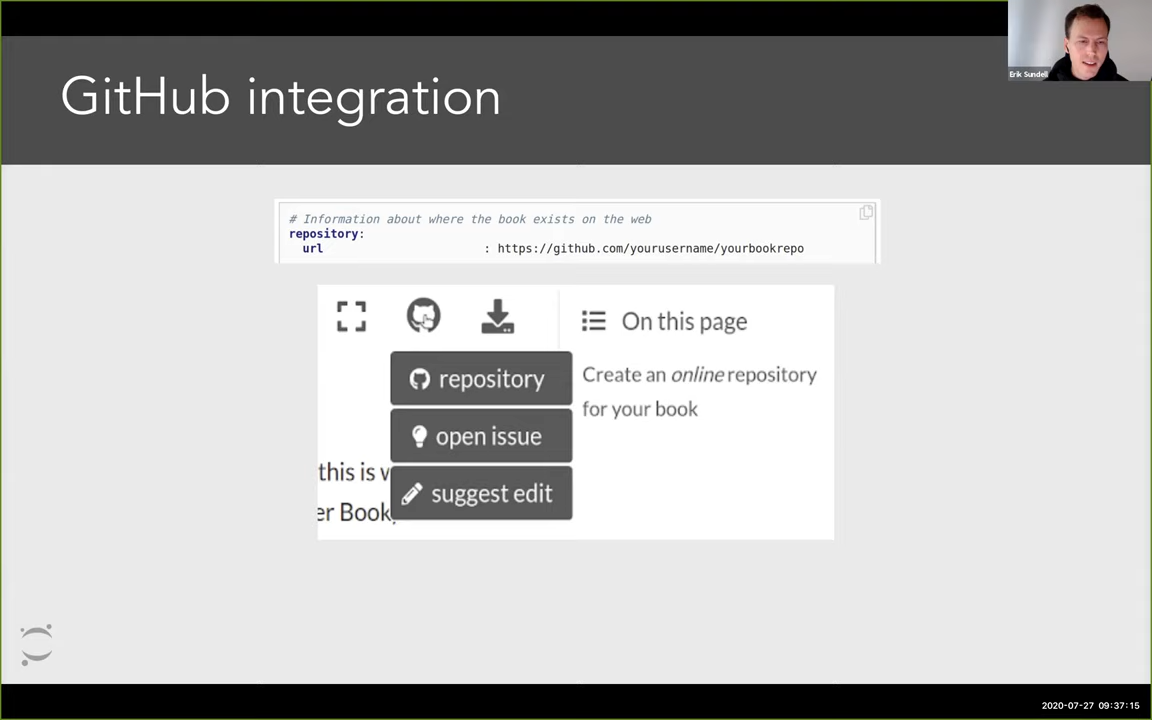 GitHub integration
Erik Sundell
# Information about where the book exists on the web
repository:
url : https://github.com/yourusername/yourbookrepo
On this page
repository
Create an online repository
for your book
open issue
this is w
suggest edit
er Book,
2020-07-27 09:37:15